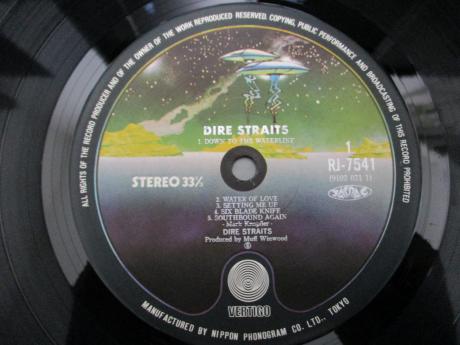 ALL RIGHTS OF THE RECORD PRODUCER AND OF THE OWNER OF THE WORK REPRODUCED RESERVED. COPYING, PUBLIC PERFORMANCE AND BROADCASTING OF THIS RECORD PROHIBITED
DIRE STRAITS
1. DOWN TO THE WATERLINE
1
RJ-7541
(9102 021 1)
STEREO 33⅓
2. WATER OF LOVE
3. SETTING ME UP
4. SIX BLADE KNIFE
5. SOUTHBOUND AGAIN
- Mark Knopfler -
DIRE STRAITS
Produced by Muff Winwood
VERTIGO
MANUFACTURED BY NIPPON PHONOGRAM CO. LTD., TOKYO